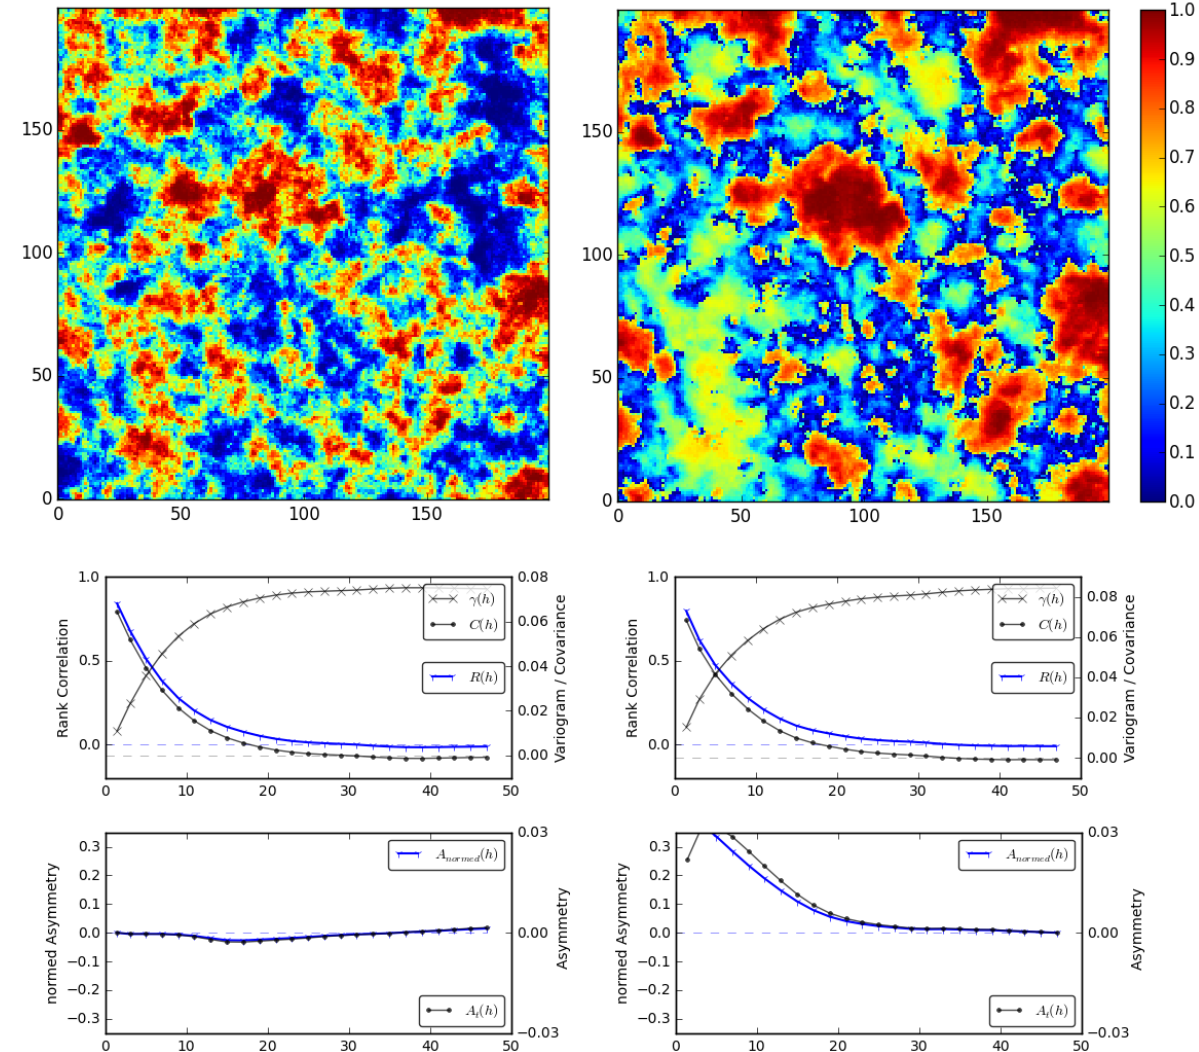 1.0
0.9
0.8
0.7
0.6
0.5
0.4
0.3
0.2
0.1
0.0
150
100
50
0
0 50 100 150
150
100
50
0
0 50 100 150
1.0
0.5
0.0
Rank Correlation
γ(h)
C(h)
R(h)
0.08
0.06
0.04
0.02
0.00
Variogram / Covariance
0 10 20 30 40 50
1.0
0.5
0.0
Rank Correlation
γ(h)
C(h)
R(h)
0.08
0.06
0.04
0.02
0.00
Variogram / Covariance
0 10 20 30 40 50
0.3
0.2
0.1
0.0
−0.1
−0.2
−0.3
normed Asymmetry
A_normed(h)
A_t(h)
0.03
0.00
−0.03
Asymmetry
0 10 20 30 40 50
0.3
0.2
0.1
0.0
−0.1
−0.2
−0.3
normed Asymmetry
A_normed(h)
A_t(h)
0.03
0.00
−0.03
Asymmetry
0 10 20 30 40 50